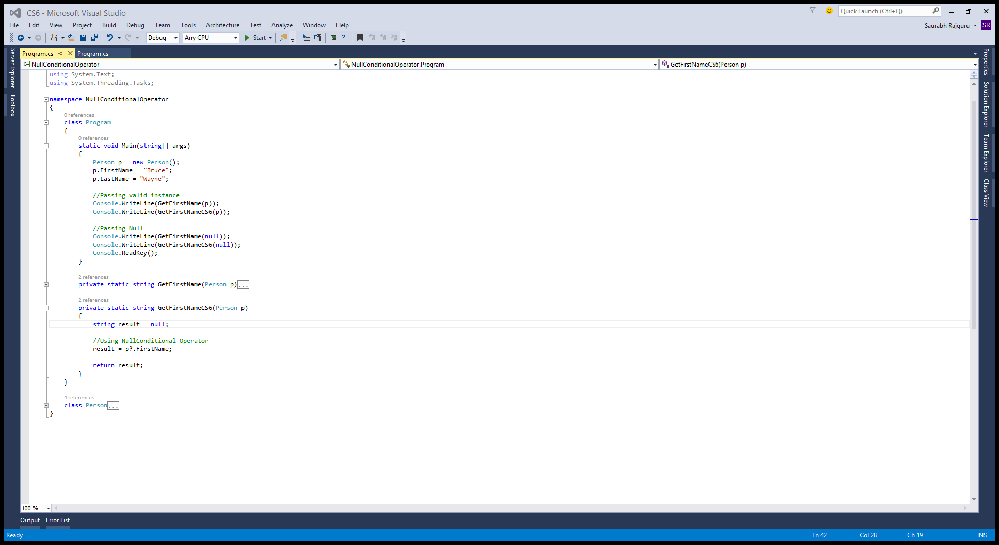 CS6 - Microsoft Visual Studio
Quick Launch (Ctrl+Q)
File Edit View Project Build Debug Team Tools Architecture Test Analyze Window Help
Saurabh Rajguru SR
Debug Any CPU Start
Server Explorer
Toolbox
Program.cs Program.cs
C# NullConditionalOperator NullConditionalOperator.Program GetFirstNameCS6(Person p)
using System.Text;
using System.Threading.Tasks;
namespace NullConditionalOperator
{
0 references
class Program
{
0 references
static void Main(string[] args)
{
Person p = new Person();
p.FirstName = "Bruce";
p.LastName = "Wayne";
//Passing valid instance
Console.WriteLine(GetFirstName(p));
Console.WriteLine(GetFirstNameCS6(p));
//Passing Null
Console.WriteLine(GetFirstName(null));
Console.WriteLine(GetFirstNameCS6(null));
Console.ReadKey();
}
2 references
private static string GetFirstName(Person p)...
2 references
private static string GetFirstNameCS6(Person p)
{
string result = null;
//Using NullConditional Operator
result = p?.FirstName;
return result;
}
}
4 references
class Person...
}
Properties
Solution Explorer
Team Explorer
Class View
100 %
Output Error List
Ready Ln 42 Col 28 Ch 19 INS